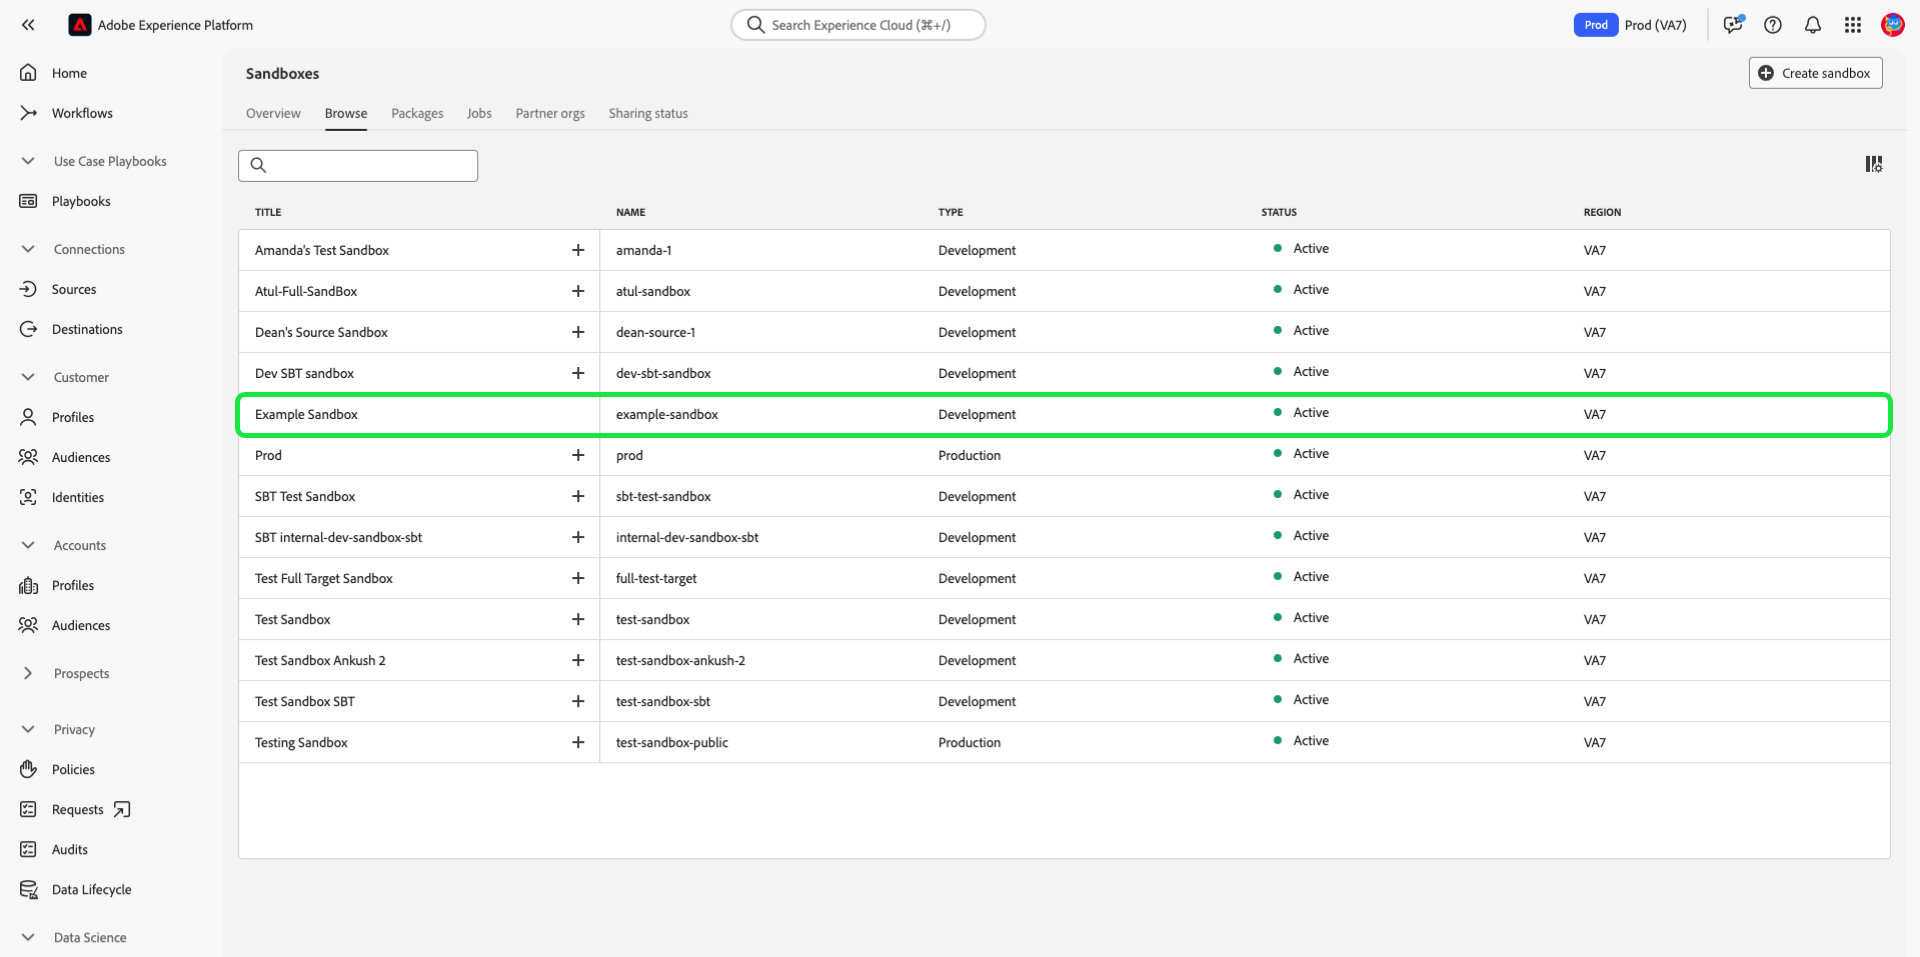 Adobe Experience Platform
Search Experience Cloud (⌘+/)
Prod
Prod (VA7)
Home
Workflows
Use Case Playbooks
Playbooks
Connections
Sources
Destinations
Customer
Profiles
Audiences
Identities
Accounts
Profiles
Audiences
Prospects
Privacy
Policies
Requests
Audits
Data Lifecycle
Data Science
Sandboxes
Create sandbox
Overview Browse Packages Jobs Partner orgs Sharing status
TITLE NAME TYPE STATUS REGION
Amanda's Test Sandbox amanda-1 Development Active VA7
Atul-Full-SandBox atul-sandbox Development Active VA7
Dean's Source Sandbox dean-source-1 Development Active VA7
Dev SBT sandbox dev-sbt-sandbox Development Active VA7
Example Sandbox example-sandbox Development Active VA7
Prod prod Production Active VA7
SBT Test Sandbox sbt-test-sandbox Development Active VA7
SBT internal-dev-sandbox-sbt internal-dev-sandbox-sbt Development Active VA7
Test Full Target Sandbox full-test-target Development Active VA7
Test Sandbox test-sandbox Development Active VA7
Test Sandbox Ankush 2 test-sandbox-ankush-2 Development Active VA7
Test Sandbox SBT test-sandbox-sbt Development Active VA7
Testing Sandbox test-sandbox-public Production Active VA7